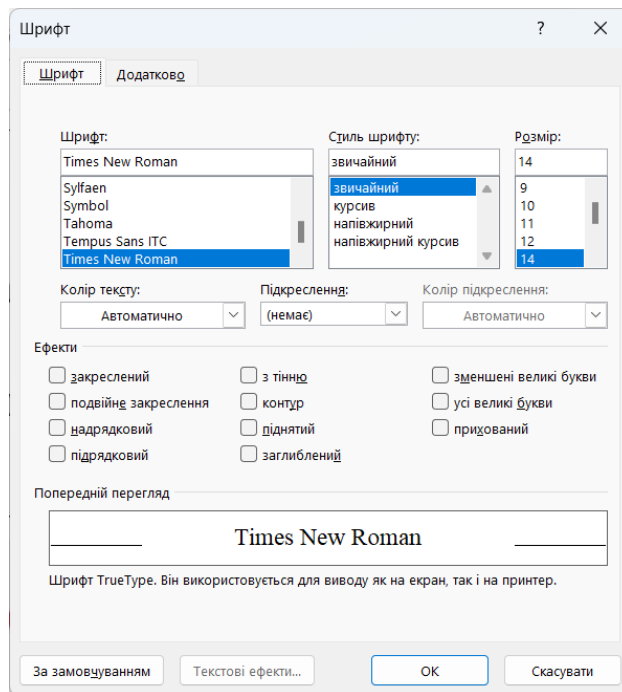 Шрифт ? ×
Шрифт Додатково
Шрифт: Стиль шрифту: Розмір:
Times New Roman звичайний 14
Sylfaen звичайний 9
Symbol курсив 10
Tahoma напівжирний 11
Tempus Sans ITC напівжирний курсив 12
Times New Roman 14
Колір тексту: Підкреслення: Колір підкреслення:
Автоматично (немає) Автоматично
Ефекти
закреслений з тінню зменшені великі букви
подвійне закреслення контур усі великі букви
надрядковий піднятий прихований
підрядковий заглиблений
Попередній перегляд
Times New Roman
Шрифт TrueType. Він використовується для виводу як на екран, так і на принтер.
За замовчуванням Текстові ефекти... ОК Скасувати